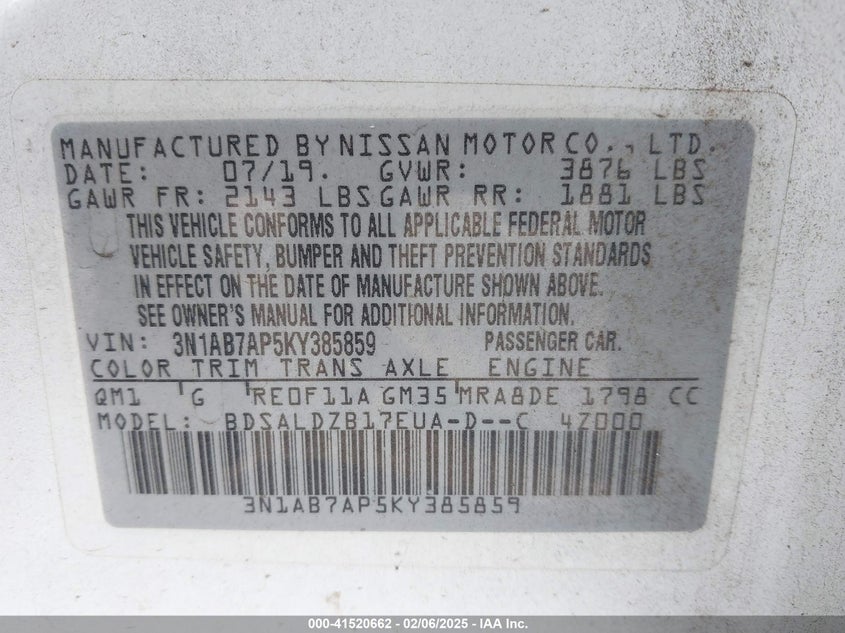 MANUFACTURED BY NISSAN MOTOR CO., LTD.
DATE: 07/19. GVWR: 3876 LBS
GAWR FR: 2143 LBS GAWR RR: 1881 LBS
THIS VEHICLE CONFORMS TO ALL APPLICABLE FEDERAL MOTOR
VEHICLE SAFETY, BUMPER AND THEFT PREVENTION STANDARDS
IN EFFECT ON THE DATE OF MANUFACTURE SHOWN ABOVE.
SEE OWNER'S MANUAL FOR ADDITIONAL INFORMATION.
VIN: 3N1AB7AP5KY385859 PASSENGER CAR.
COLOR TRIM TRANS AXLE ENGINE
QM1 G RE0F11A GM35 MRA8DE 1798 CC
MODEL: BDSALDZB17EUA-D--C 47000
3N1AB7AP5KY385859
000-41520662 - 02/06/2025 - IAA Inc.